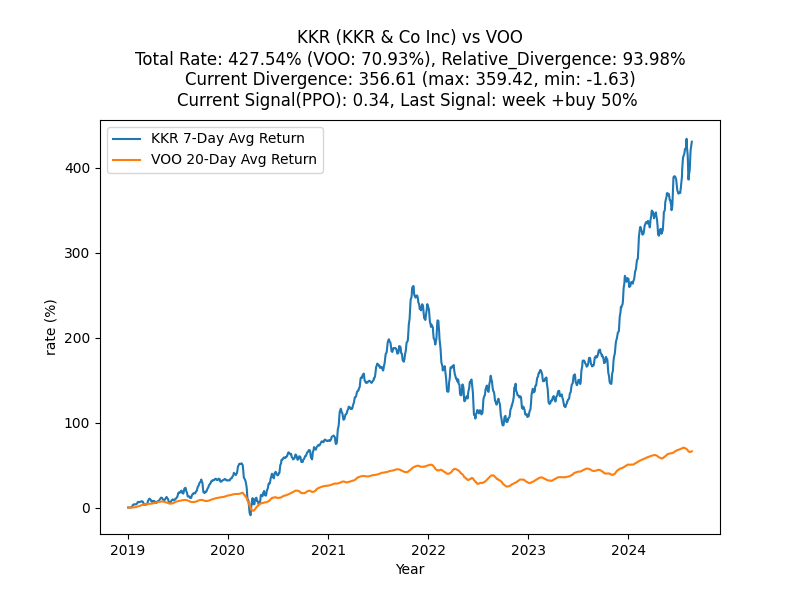 KKR (KKR & Co Inc) vs VOO
Total Rate: 427.54% (VOO: 70.93%), Relative_Divergence: 93.98%
Current Divergence: 356.61 (max: 359.42, min: -1.63)
Current Signal(PPO): 0.34, Last Signal: week +buy 50%
KKR 7-Day Avg Return
VOO 20-Day Avg Return
400
300
200
100
0
rate (%)
2019 2020 2021 2022 2023 2024
Year